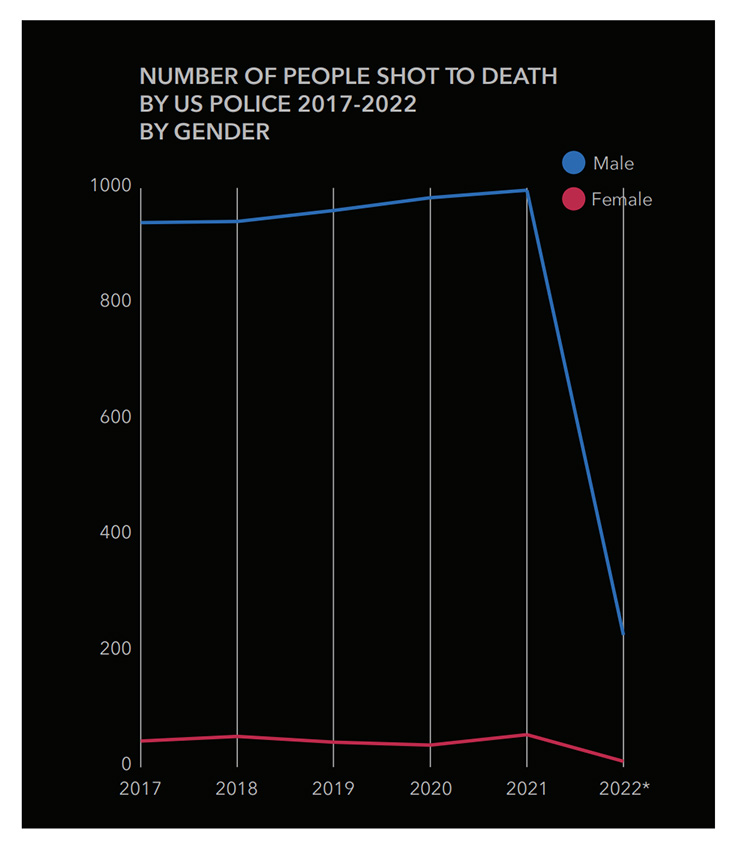 NUMBER OF PEOPLE SHOT TO DEATH
BY US POLICE 2017-2022
BY GENDER
Male
Female
1000
800
600
400
200
0
2017 2018 2019 2020 2021 2022*